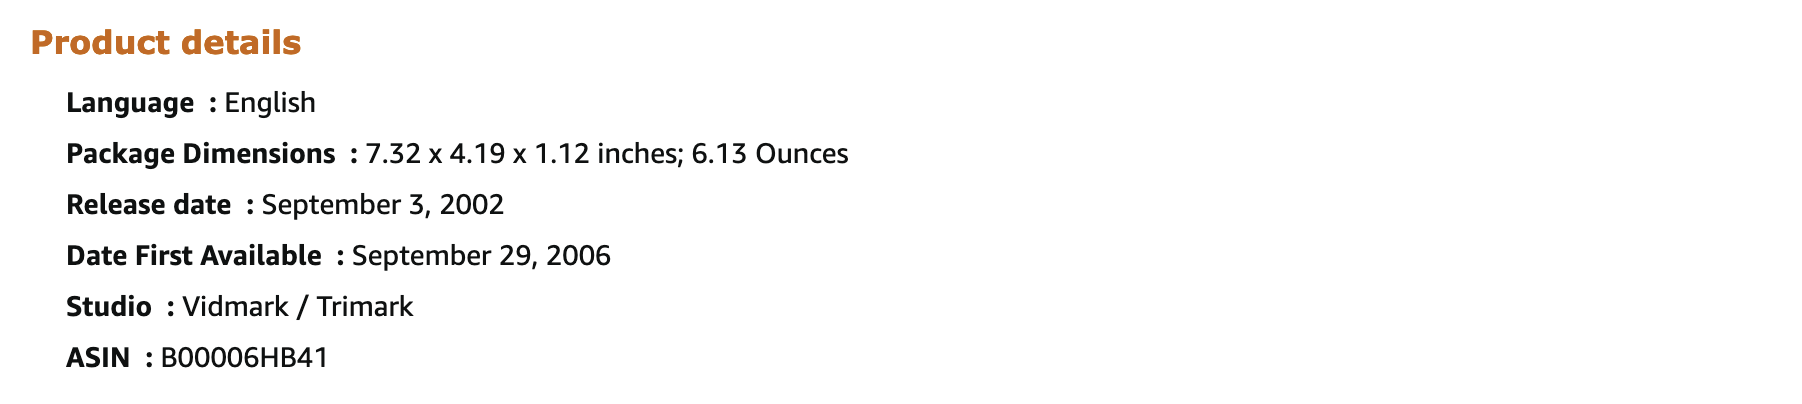 Product details
Language : English
Package Dimensions : 7.32 x 4.19 x 1.12 inches; 6.13 Ounces
Release date : September 3, 2002
Date First Available : September 29, 2006
Studio : Vidmark / Trimark
ASIN : B00006HB41